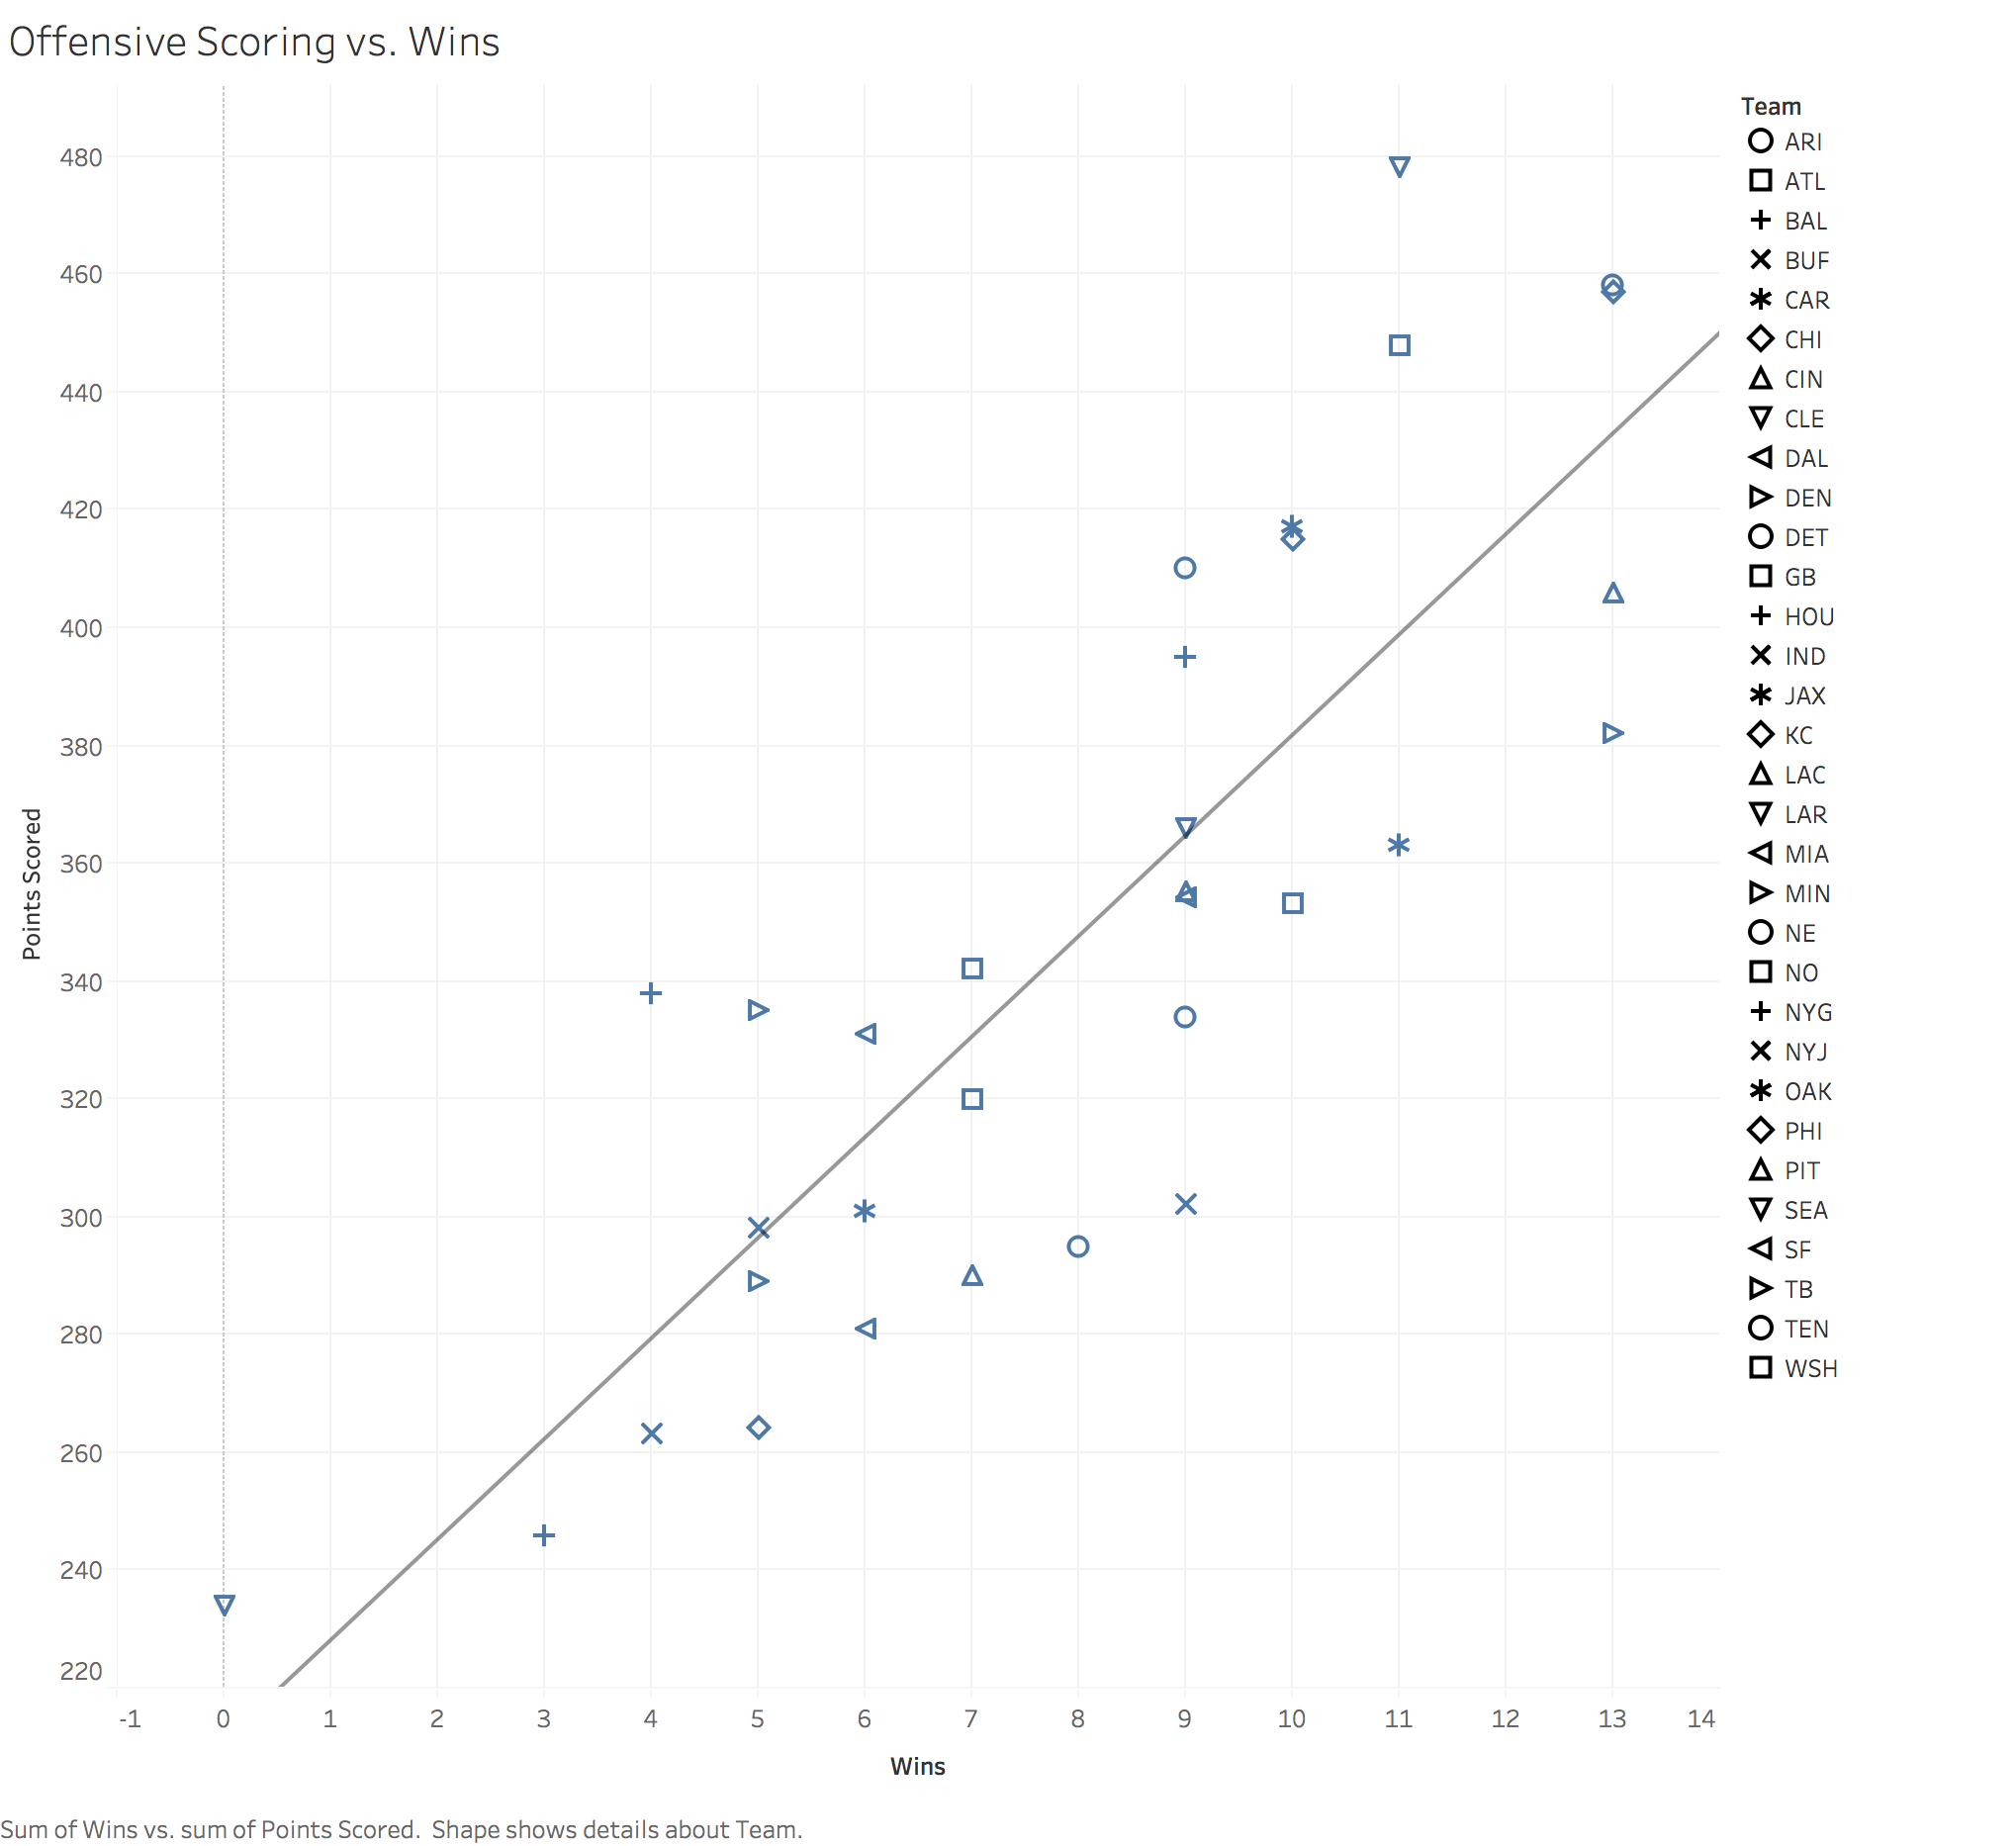 Offensive Scoring vs. Wins
480
460
440
420
400
380
360
340
320
300
280
260
240
220
Points Scored
-1 0 1 2 3 4 5 6 7 8 9 10 11 12 13 14
Wins
Team
ARI
ATL
BAL
BUF
CAR
CHI
CIN
CLE
DAL
DEN
DET
GB
HOU
IND
JAX
KC
LAC
LAR
MIA
MIN
NE
NO
NYG
NYJ
OAK
PHI
PIT
SEA
SF
TB
TEN
WSH
Sum of Wins vs. sum of Points Scored. Shape shows details about Team.